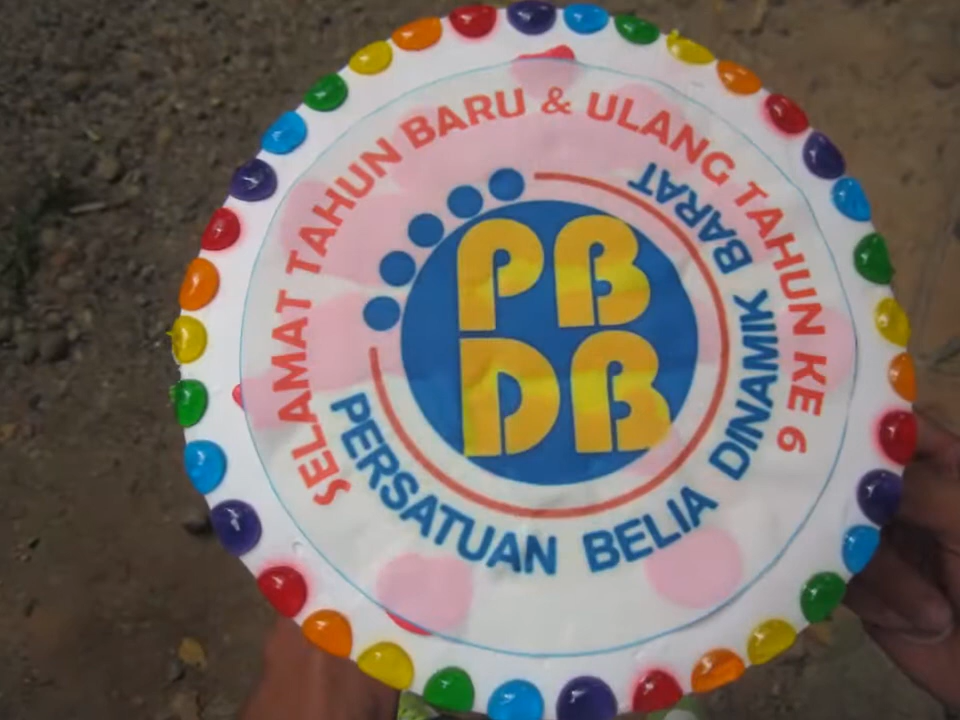 SELAMAT TAHUN BARU & ULANG TAHUN KE 6
PB
DB
PERSATUAN BELIA DINAMIK BARAT